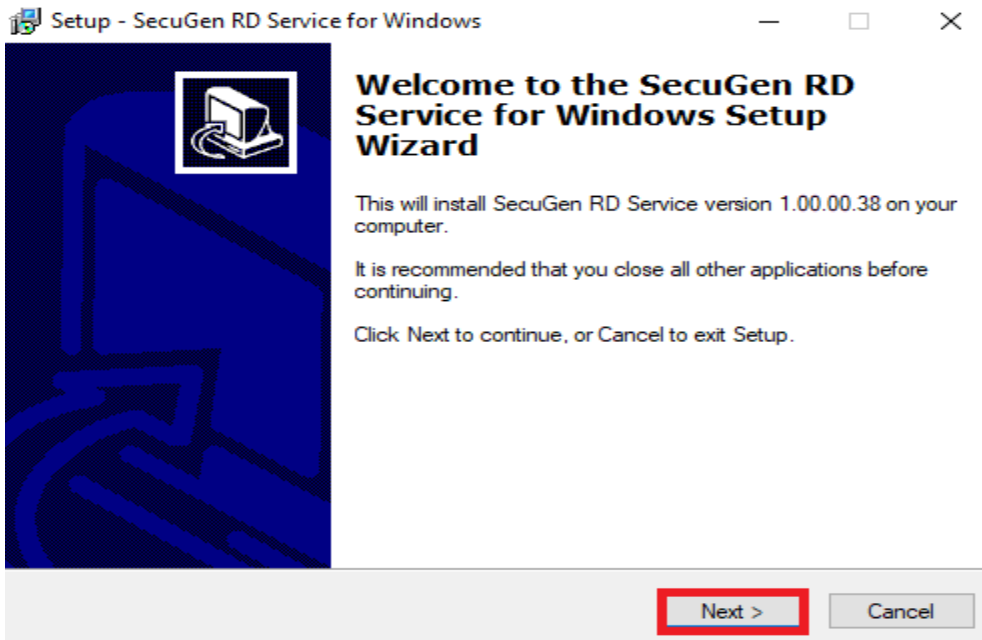 Setup - SecuGen RD Service for Windows
Welcome to the SecuGen RD
Service for Windows Setup
Wizard
This will install SecuGen RD Service version 1.00.00.38 on your
computer.
It is recommended that you close all other applications before
continuing.
Click Next to continue, or Cancel to exit Setup.
Next >
Cancel